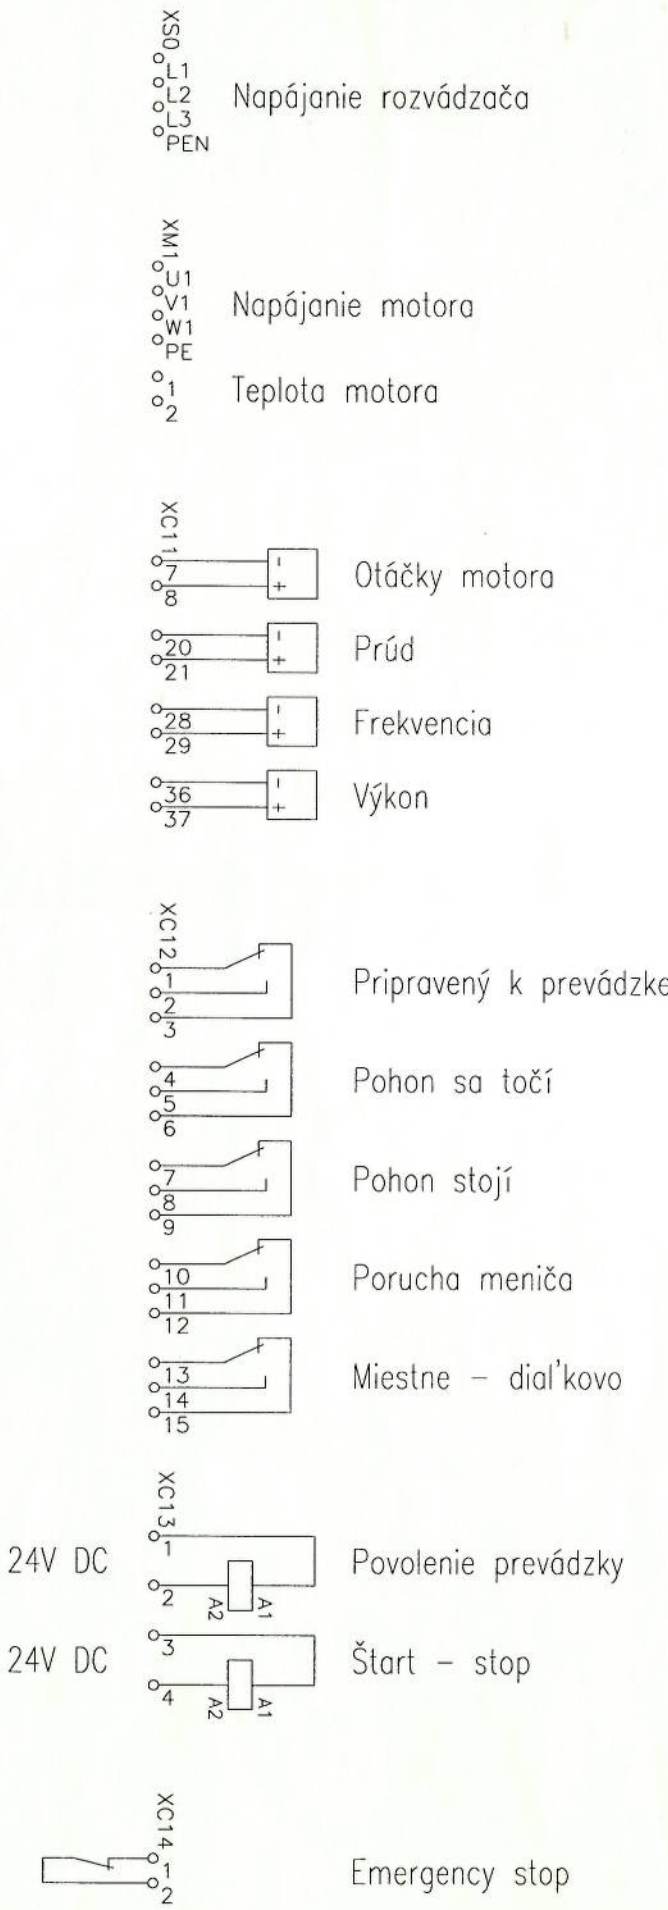 XS0
L1
L2
L3
PEN
Napájanie rozvádzača
XM1
U1
V1
W1
PE
Napájanie motora
1
2
Teplota motora
XC11
7 -
8 +
Otáčky motora
20 -
21 +
Prúd
28 -
29 +
Frekvencia
36 -
37 +
Výkon
XC12
1
2
3
Pripravený k prevádzke
4
5
6
Pohon sa točí
7
8
9
Pohon stojí
10
11
12
Porucha meniča
13
14
15
Miestne - diaľkovo
XC13
1
24V DC
Povolenie prevádzky
2
A2 A1
3
24V DC
Štart - stop
4
A2 A1
XC14
1
2
Emergency stop